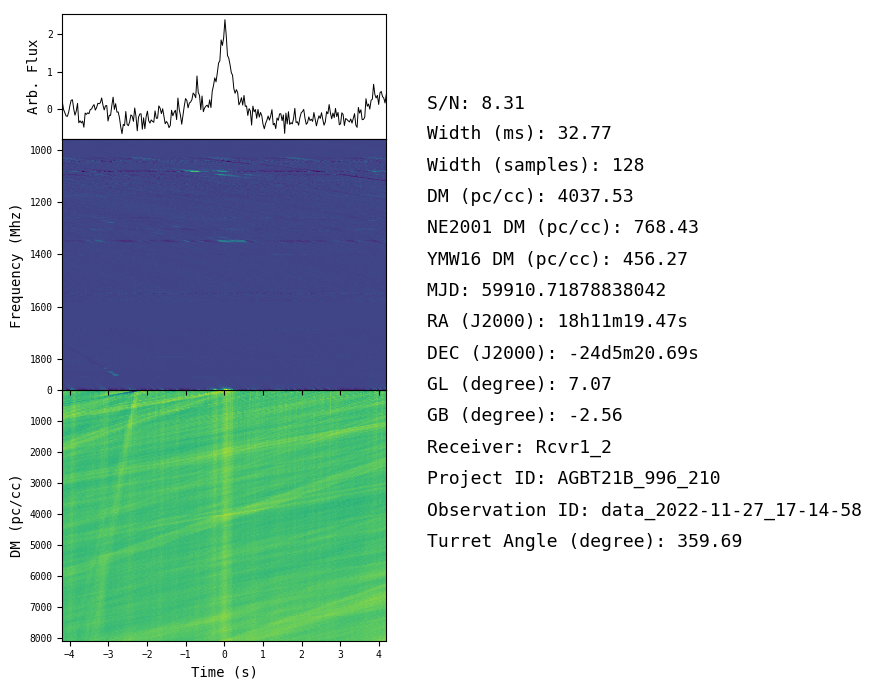 Arb. Flux
2
1
0
Frequency (Mhz)
1000
1200
1400
1600
1800
DM (pc/cc)
0
1000
2000
3000
4000
5000
6000
7000
8000
−4 −3 −2 −1 0 1 2 3 4
Time (s)
S/N: 8.31
Width (ms): 32.77
Width (samples): 128
DM (pc/cc): 4037.53
NE2001 DM (pc/cc): 768.43
YMW16 DM (pc/cc): 456.27
MJD: 59910.71878838042
RA (J2000): 18h11m19.47s
DEC (J2000): -24d5m20.69s
GL (degree): 7.07
GB (degree): -2.56
Receiver: Rcvr1_2
Project ID: AGBT21B_996_210
Observation ID: data_2022-11-27_17-14-58
Turret Angle (degree): 359.69